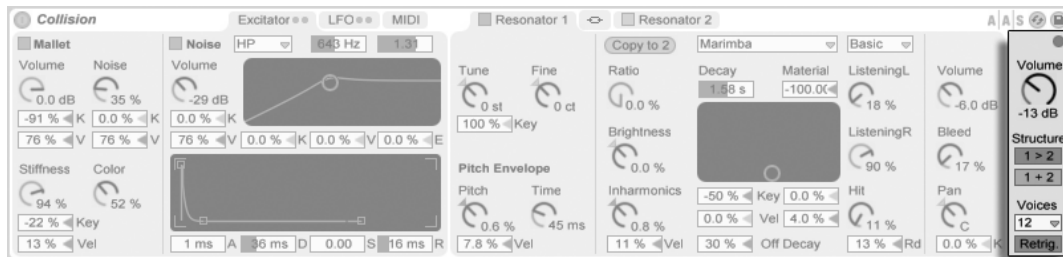 Collision
Excitator LFO MIDI
Resonator 1 Resonator 2
A A S
Mallet
Volume Noise
0.0 dB 35 %
-91 % K 0.0 % K
76 % V 76 % V
Stiffness Color
94 % 52 %
-22 % Key
13 % Vel
Noise HP 643 Hz 1.31
Volume
-29 dB
0.0 % K
76 % V 0.0 % K 0.0 % V 0.0 % E
1 ms A 36 ms D 0.00 S 16 ms R
Tune Fine
0 st 0 ct
100 % Key
Pitch Envelope
Pitch Time
0.6 % 45 ms
7.8 % Vel
Copy to 2 Marimba Basic
Ratio
0.0 %
Brightness
0.0 %
Inharmonics
0.8 %
11 % Vel
Decay Material
1.58 s -100.0
-50 % Key 0.0 %
0.0 % Vel 4.0 %
30 % Off Decay
ListeningL
18 %
ListeningR
90 %
Hit
11 %
13 % Rd
Volume
-6.0 dB
Bleed
17 %
Pan
C
0.0 % K
Volume
-13 dB
Structure
1 > 2
1 + 2
Voices
12
Retrig.